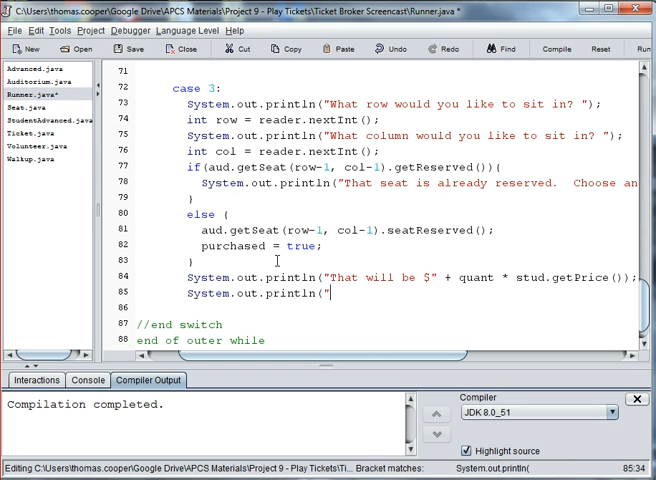 C:\Users\thomas.cooper\Google Drive\APCS Materials\Project 9 - Play Tickets\Ticket Broker Screencast\Runner.java *
File Edit Tools Project Debugger Language Level Help
New Open Save Close Cut Copy Paste Undo Redo Find Compile Reset Run
Advanced.java
Auditorium.java
Runner.java*
Seat.java
StudentAdvanced.java
Ticket.java
Volunteer.java
Walkup.java
71
72 case 3:
73 System.out.println("What row would you like to sit in? ");
74 int row = reader.nextInt();
75 System.out.println("What column would you like to sit in? ");
76 int col = reader.nextInt();
77 if(aud.getSeat(row-1, col-1).getReserved()){
78 System.out.println("That seat is already reserved.  Choose an
79 }
80 else {
81 aud.getSeat(row-1, col-1).seatReserved();
82 purchased = true;
83 }
84 System.out.println("That will be $" + quant * stud.getPrice());
85 System.out.println("
86
87 //end switch
88 end of outer while
Interactions Console Compiler Output
Compilation completed.
Compiler
JDK 8.0_51
Highlight source
Editing C:\Users\thomas.cooper\Google Drive\APCS Materials\Project 9 - Play Tickets\Ti... Bracket matches: System.out.println( 85:34